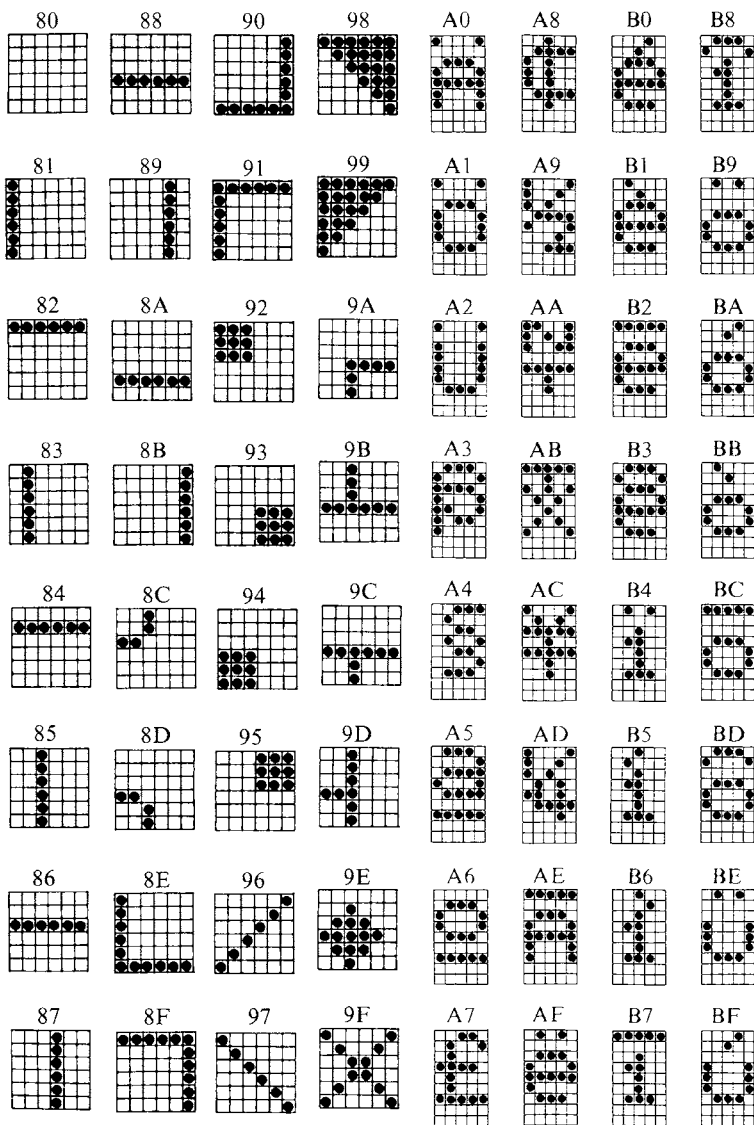 80 88 90 98 A0 A8 B0 B8
81 89 91 99 A1 A9 B1 B9
82 8A 92 9A A2 AA B2 BA
83 8B 93 9B A3 AB B3 BB
84 8C 94 9C A4 AC B4 BC
85 8D 95 9D A5 AD B5 BD
86 8E 96 9E A6 AE B6 BE
87 8F 97 9F A7 AF B7 BF